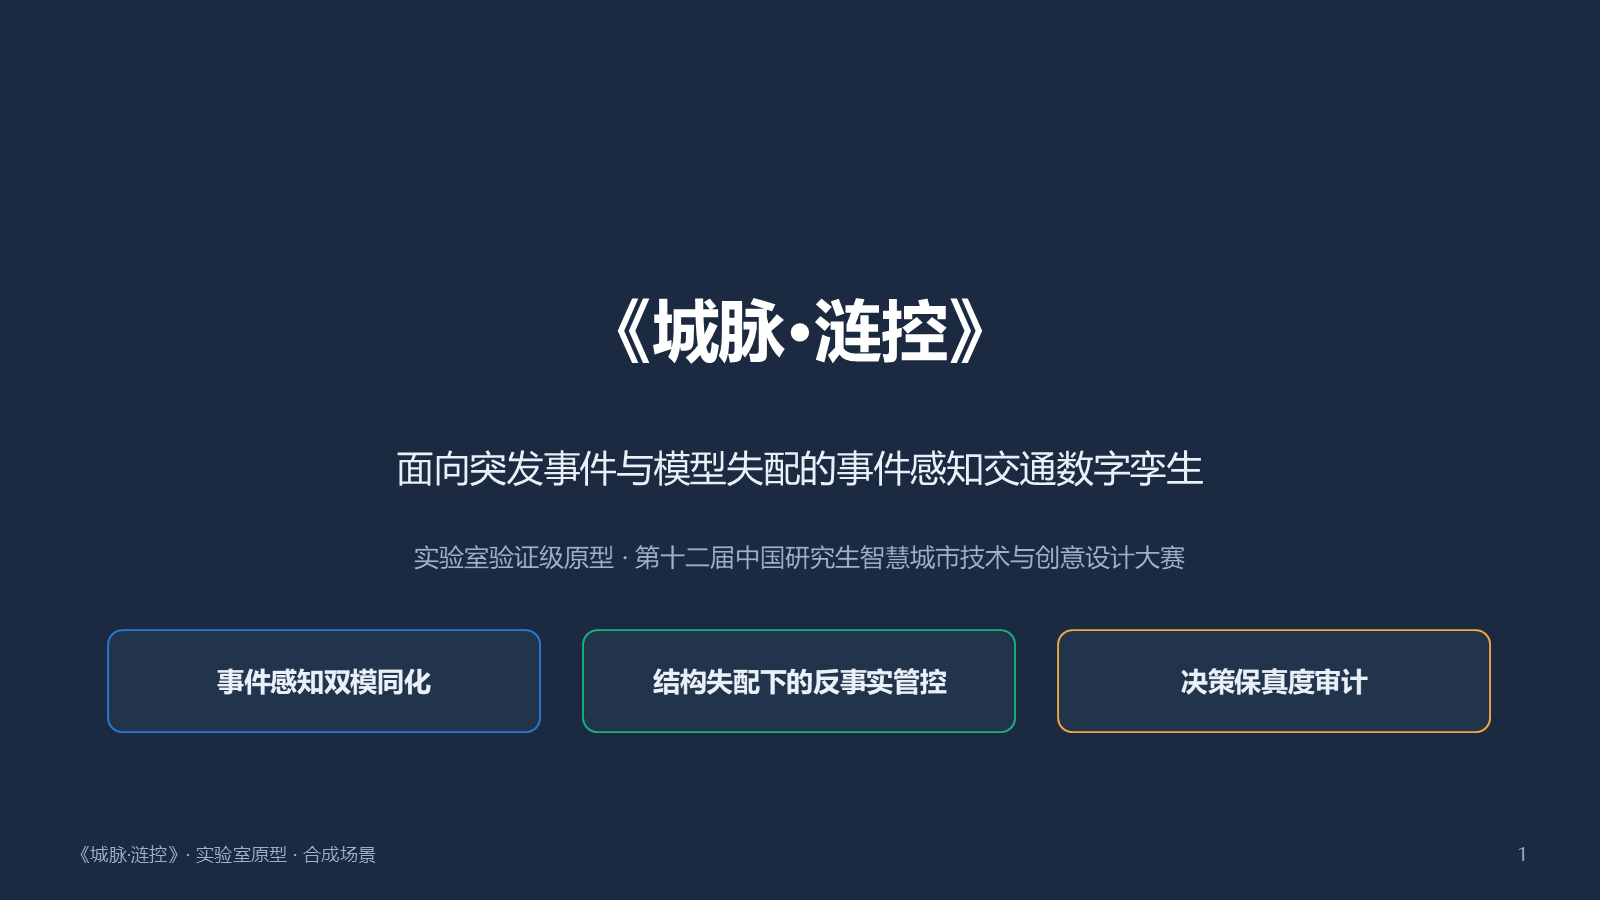 《城脉·涟控》
面向突发事件与模型失配的事件感知交通数字孪生
实验室验证级原型 · 第十二届中国研究生智慧城市技术与创意设计大赛
事件感知双模同化
结构失配下的反事实管控
决策保真度审计
《城脉·涟控》· 实验室原型 · 合成场景
1